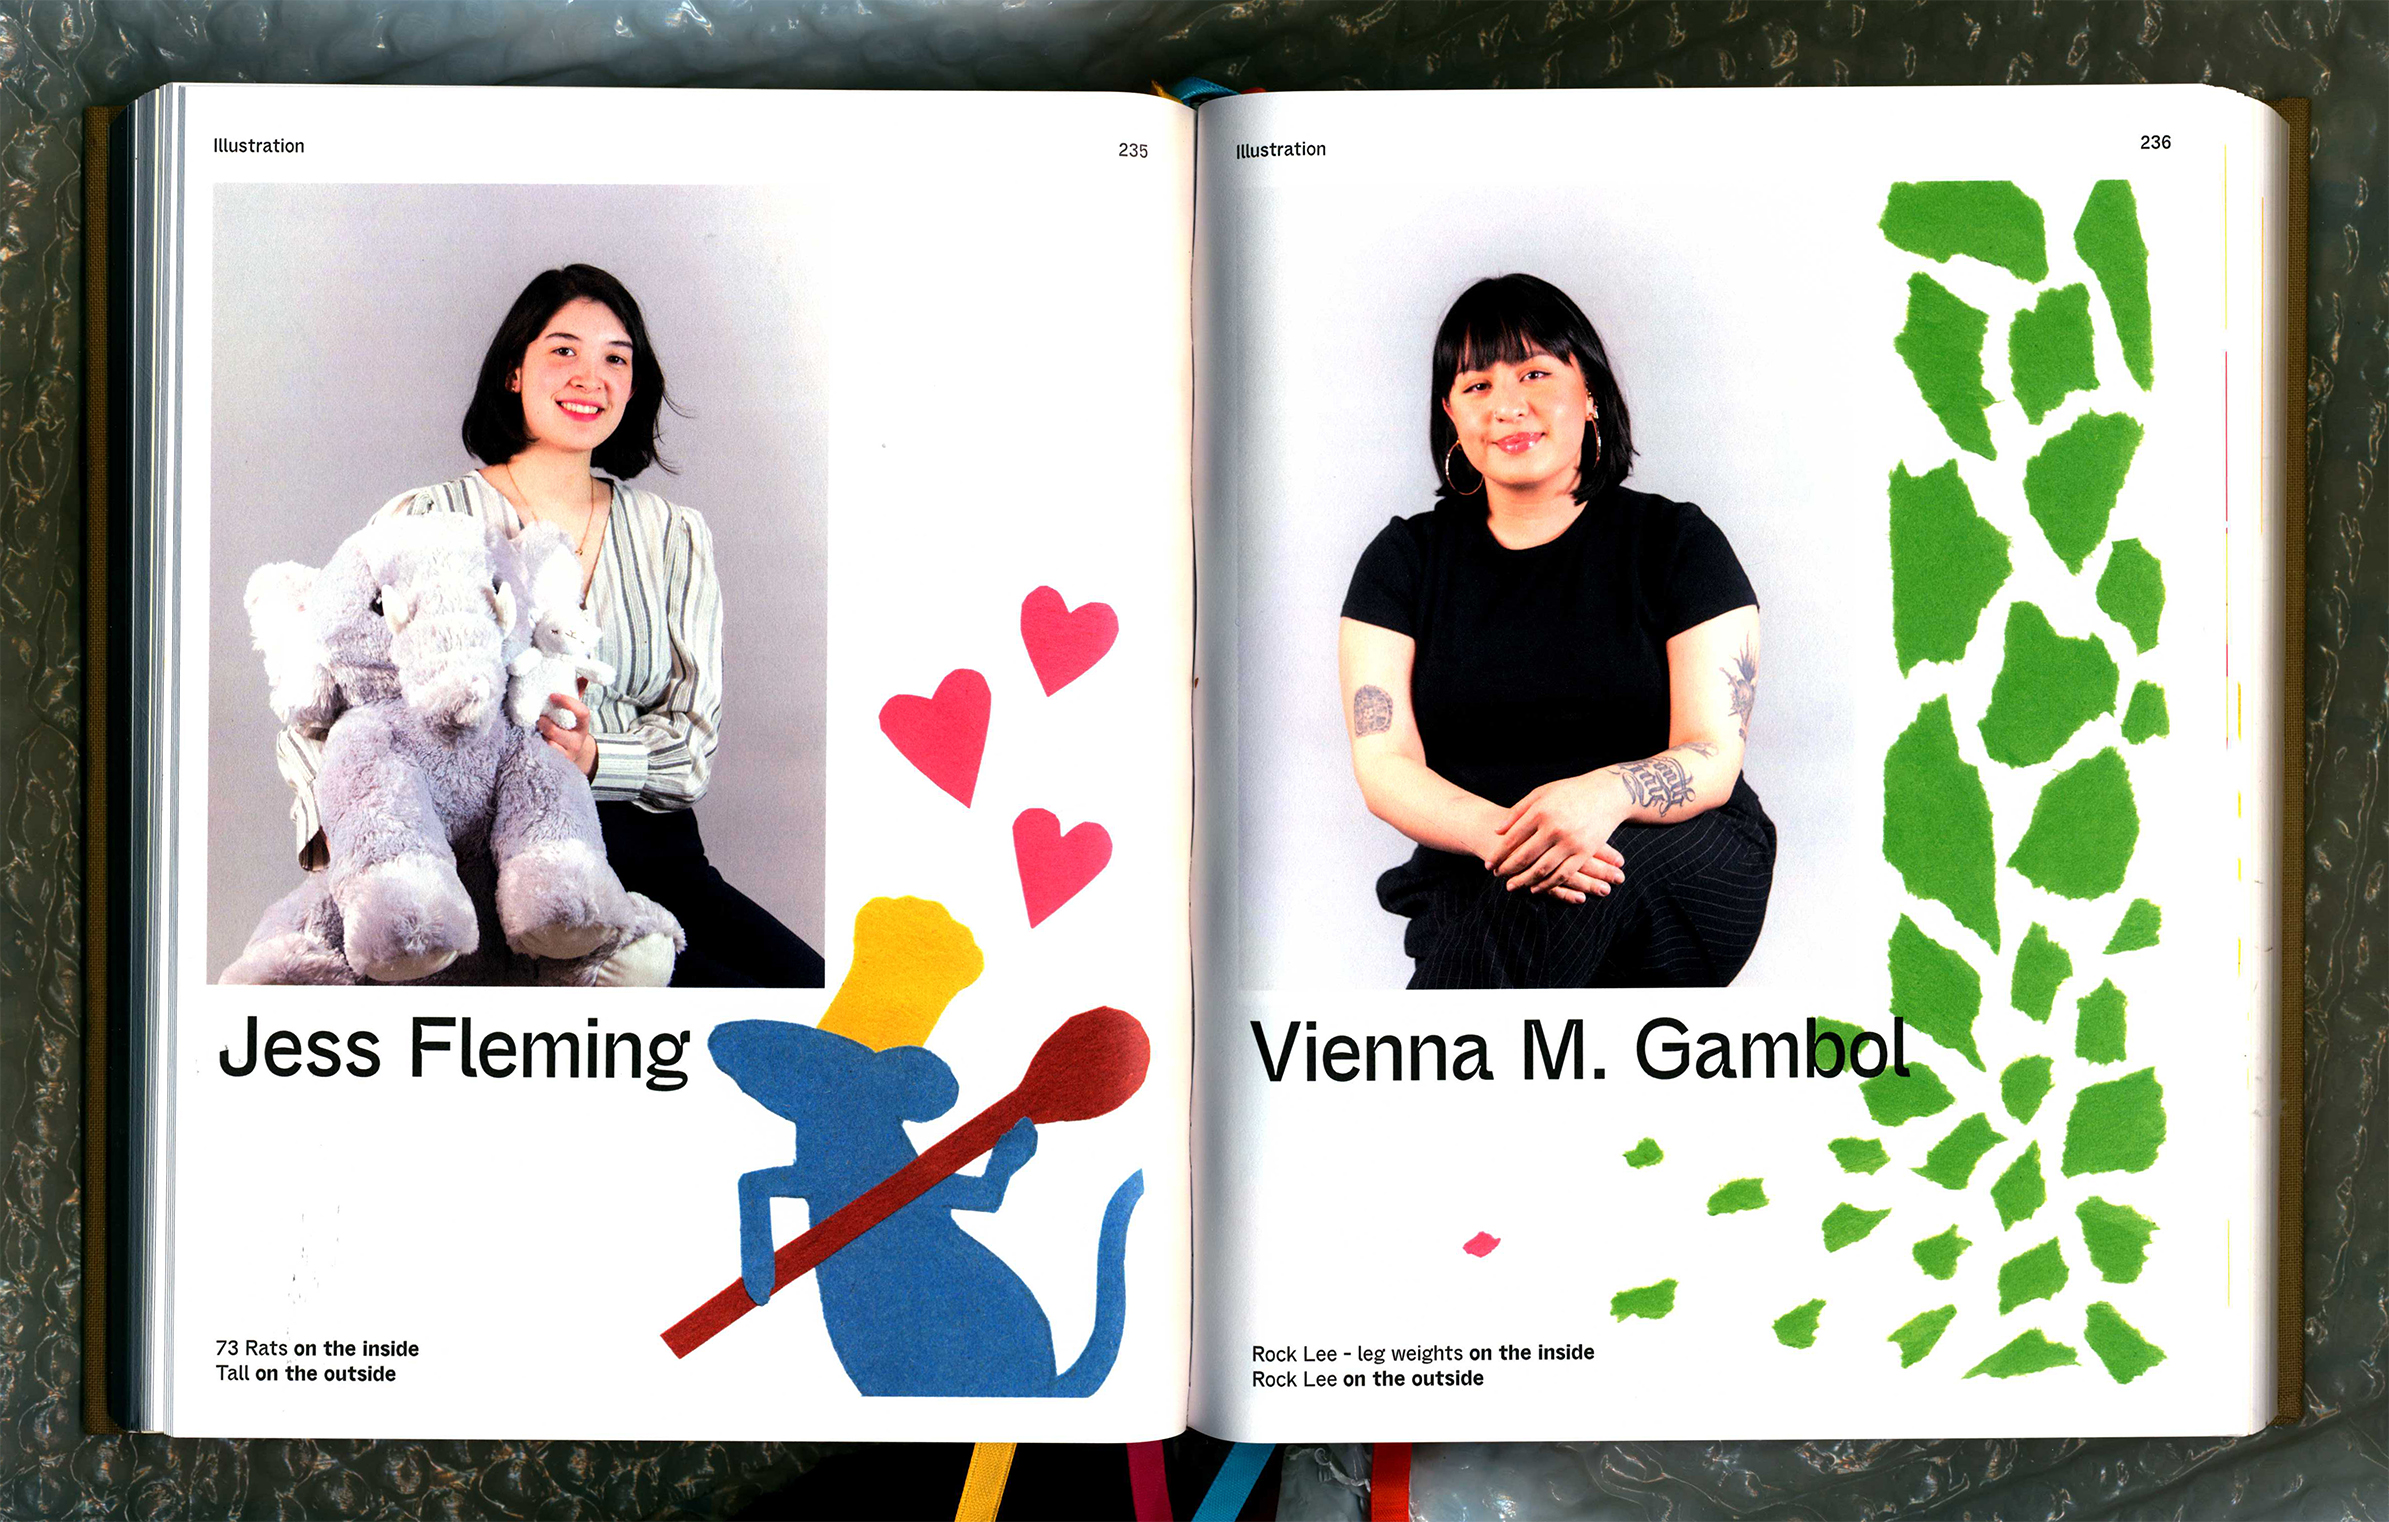 Illustration
235
Jess Fleming
73 Rats on the inside
Tall on the outside
Illustration
236
Vienna M. Gambol
Rock Lee - leg weights on the inside
Rock Lee on the outside